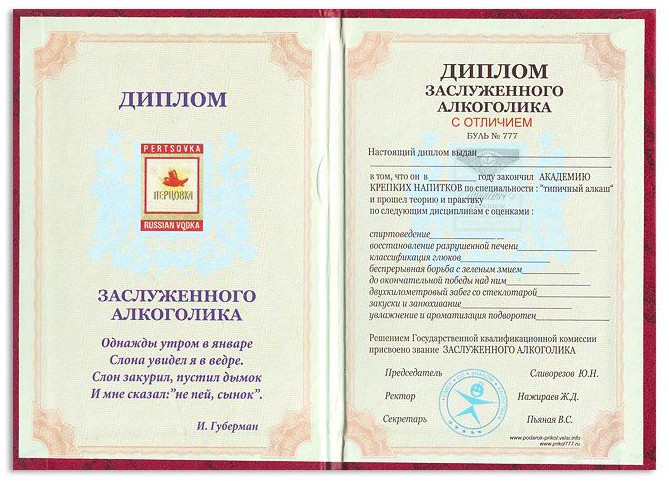 ДИПЛОМ
PERTSOVKA
ПЕРЦОВКА
RUSSIAN VODKA
ЗАСЛУЖЕННОГО
АЛКОГОЛИКА
Однажды утром в январе
Слона увидел я в ведре.
Слон закурил, пустил дымок
И мне сказал:"не пей, сынок".
И. Губерман
ДИПЛОМ
ЗАСЛУЖЕННОГО
АЛКОГОЛИКА
С ОТЛИЧИЕМ
БУЛЬ № 777
Настоящий диплом выдан
в том, что он в году закончил АКАДЕМИЮ
КРЕПКИХ НАПИТКОВ по специальности : "типичный алкаш"
и прошел теорию и практику
по следующим дисциплинам с оценками :
спиртоведение
восстановление разрушенной печени
классификация глюков
беспрерывная борьба с зеленым змием
до окончательной победы над ним
двухкилометровый забег со стеклотарой
закуски и занюхивание
увлажнение и ароматизация подворотен
Решением Государственной квалификационной комиссии
присвоено звание ЗАСЛУЖЕННОГО АЛКОГОЛИКА
Председатель Сливорезов Ю.Н.
Ректор Нажираев Ж.Д.
Секретарь Пьяная В.С.
www.podarok-prikol.velai.info
www.prikol777.ru